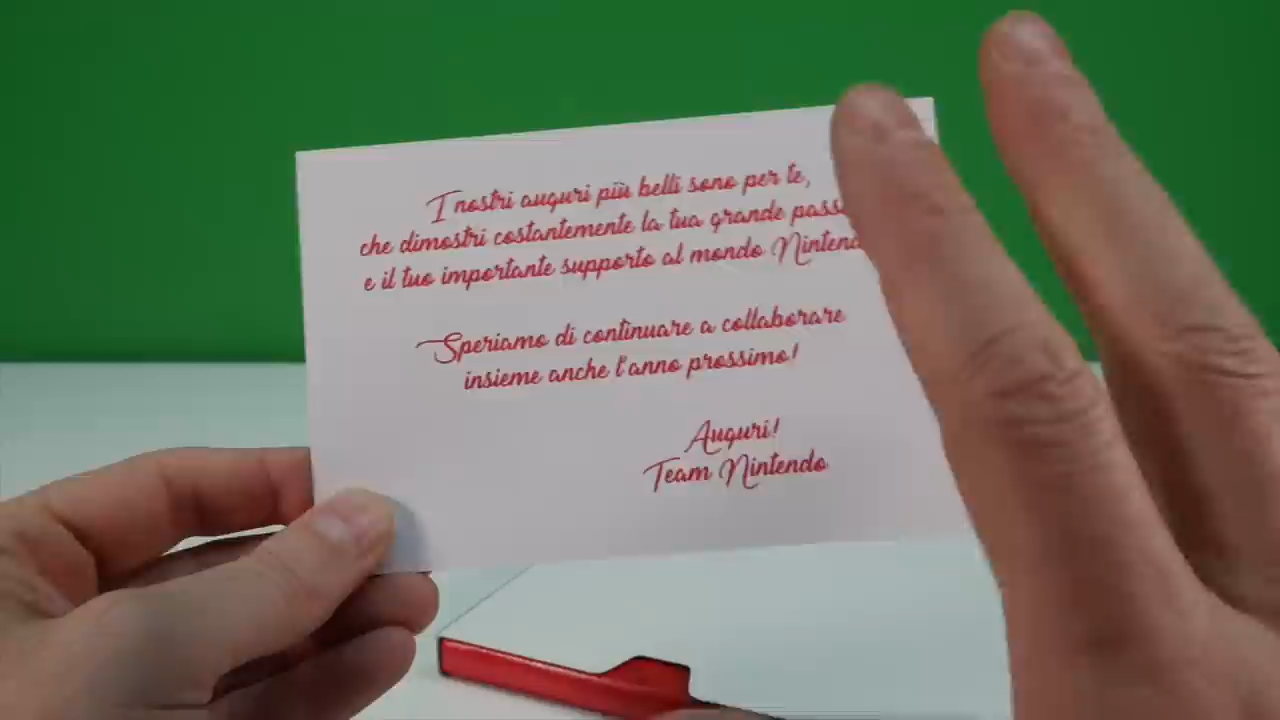 I nostri auguri più belli sono per te,
che dimostri costantemente la tua grande
e il tuo importante supporto al mondo
Speriamo di continuare a collaborare
insieme anche l'anno prossimo!
Auguri!
Team Nintendo